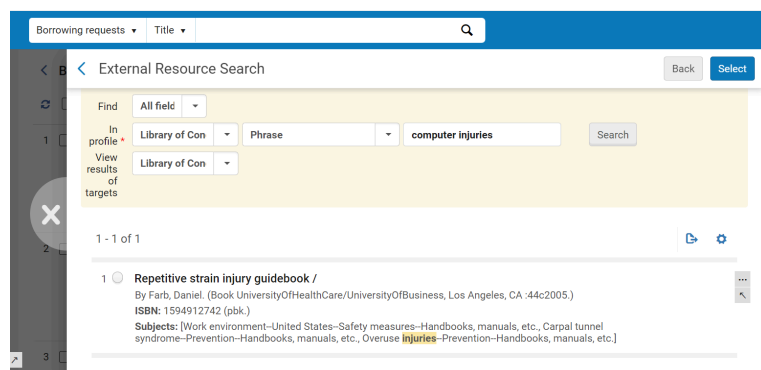 Borrowing requests Title
B
External Resource Search
Back
Select
Find
All field
In profile *
Library of Con
Phrase
computer injuries
Search
View results of targets
Library of Con
1
2
3
1 - 1 of 1
1
Repetitive strain injury guidebook /
By Farb, Daniel. (Book UniversityOfHealthCare/UniversityOfBusiness, Los Angeles, CA :44c2005.)
ISBN: 1594912742 (pbk.)
Subjects: [Work environment--United States--Safety measures--Handbooks, manuals, etc., Carpal tunnel
syndrome--Prevention--Handbooks, manuals, etc., Overuse injuries--Prevention--Handbooks, manuals, etc.]